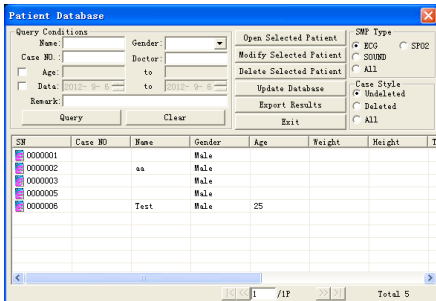 Patient Database
Query Conditions
Name: Gender:
Case NO. : Doctor:
Age: to
Data: 2012- 9- 6 to 2012- 9- 6
Remark:
Query Clear
Open Selected Patient
Modify Selected Patient
Delete Selected Patient
Update Database
Export Results
Exit
SMP Type
ECG SPO2
SOUND
All
Case Style
Undeleted
Deleted
All
SN Case NO Name Gender Age Weight Height T
0000001 Male
0000002 aa Male
0000003 Male
0000005 Male
0000006 Test Male 25
1 /1P Total 5